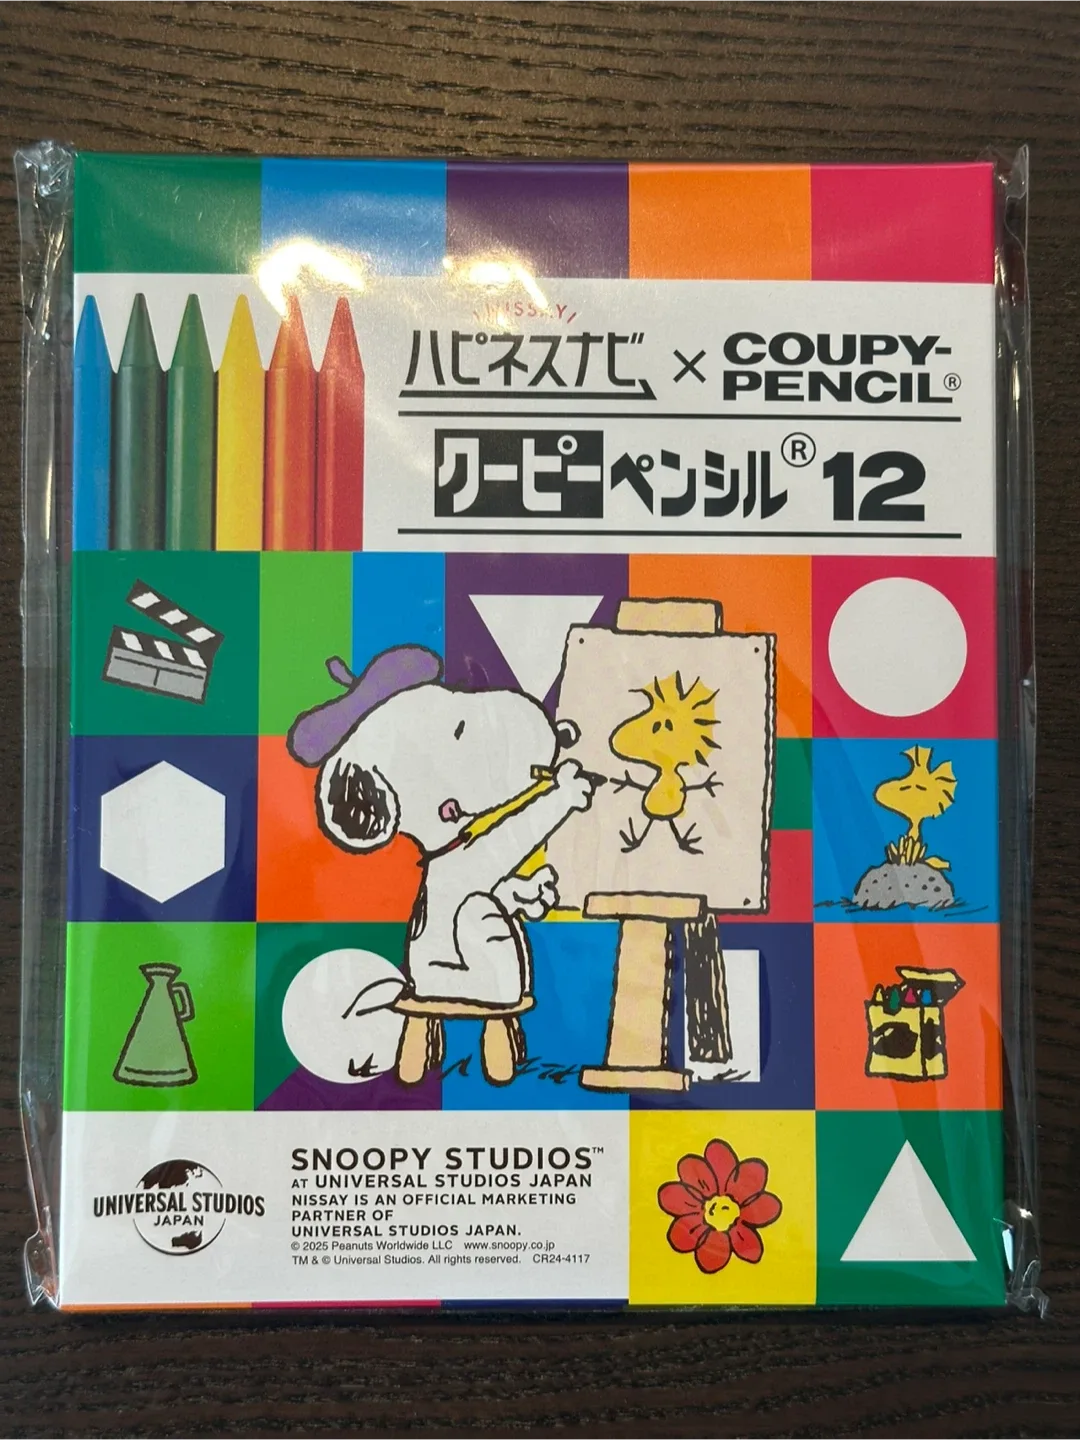 NISSAY
ハピネスナビ × COUPY-
PENCIL®
クーピーペンシル®12
UNIVERSAL STUDIOS
JAPAN
SNOOPY STUDIOS™
AT UNIVERSAL STUDIOS JAPAN
NISSAY IS AN OFFICIAL MARKETING
PARTNER OF
UNIVERSAL STUDIOS JAPAN.
© 2025 Peanuts Worldwide LLC www.snoopy.co.jp
TM & © Universal Studios. All rights reserved. CR24-4117